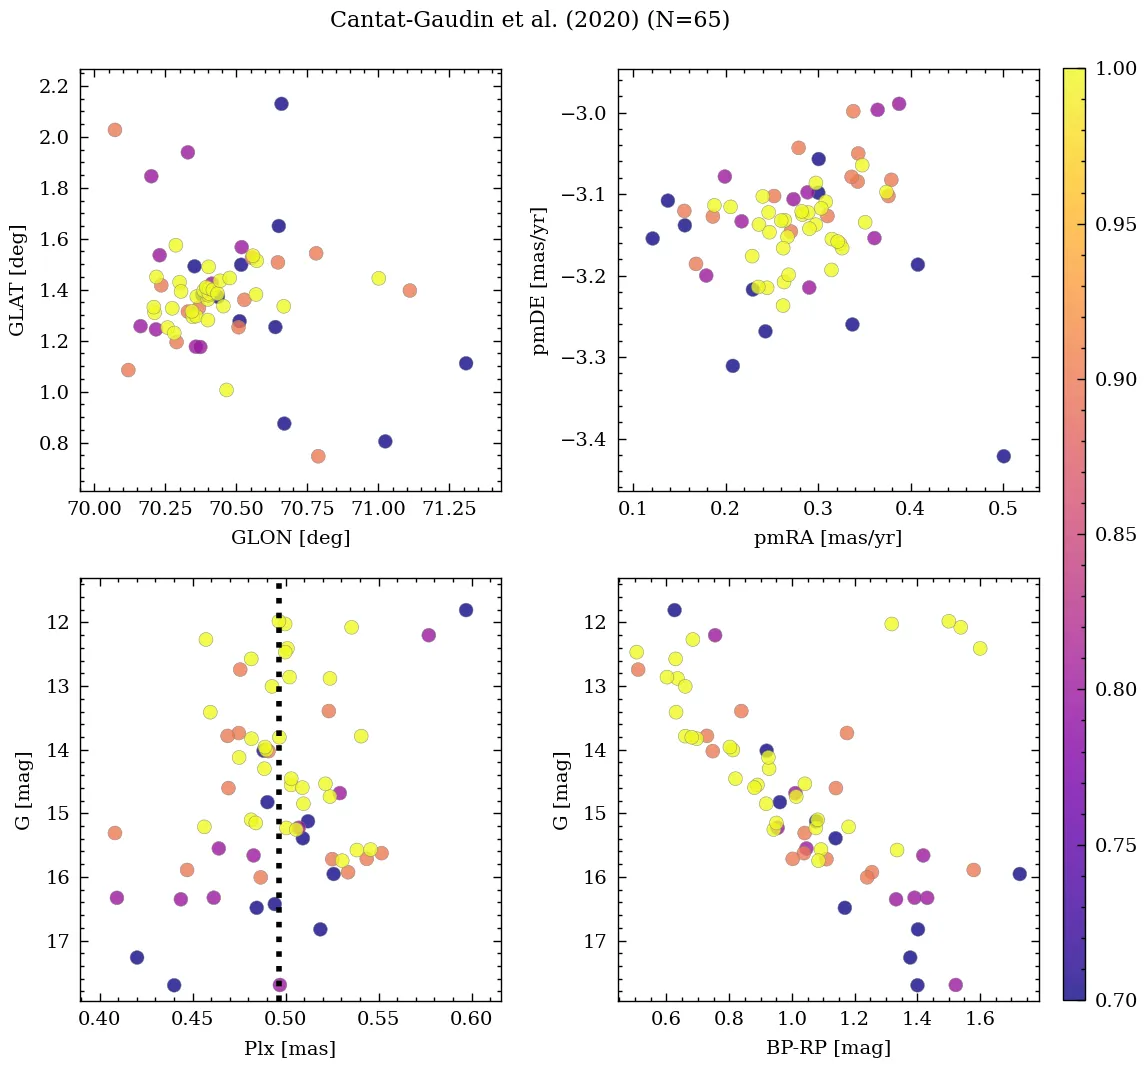 Cantat-Gaudin et al. (2020) (N=65)
2.2
2.0
1.8
1.6
1.4
1.2
1.0
0.8
GLAT [deg]
70.00 70.25 70.50 70.75 71.00 71.25
GLON [deg]
−3.0
−3.1
−3.2
−3.3
−3.4
pmDE [mas/yr]
0.1 0.2 0.3 0.4 0.5
pmRA [mas/yr]
12
13
14
15
16
17
G [mag]
0.40 0.45 0.50 0.55 0.60
Plx [mas]
12
13
14
15
16
17
G [mag]
0.6 0.8 1.0 1.2 1.4 1.6
BP-RP [mag]
1.00
0.95
0.90
0.85
0.80
0.75
0.70